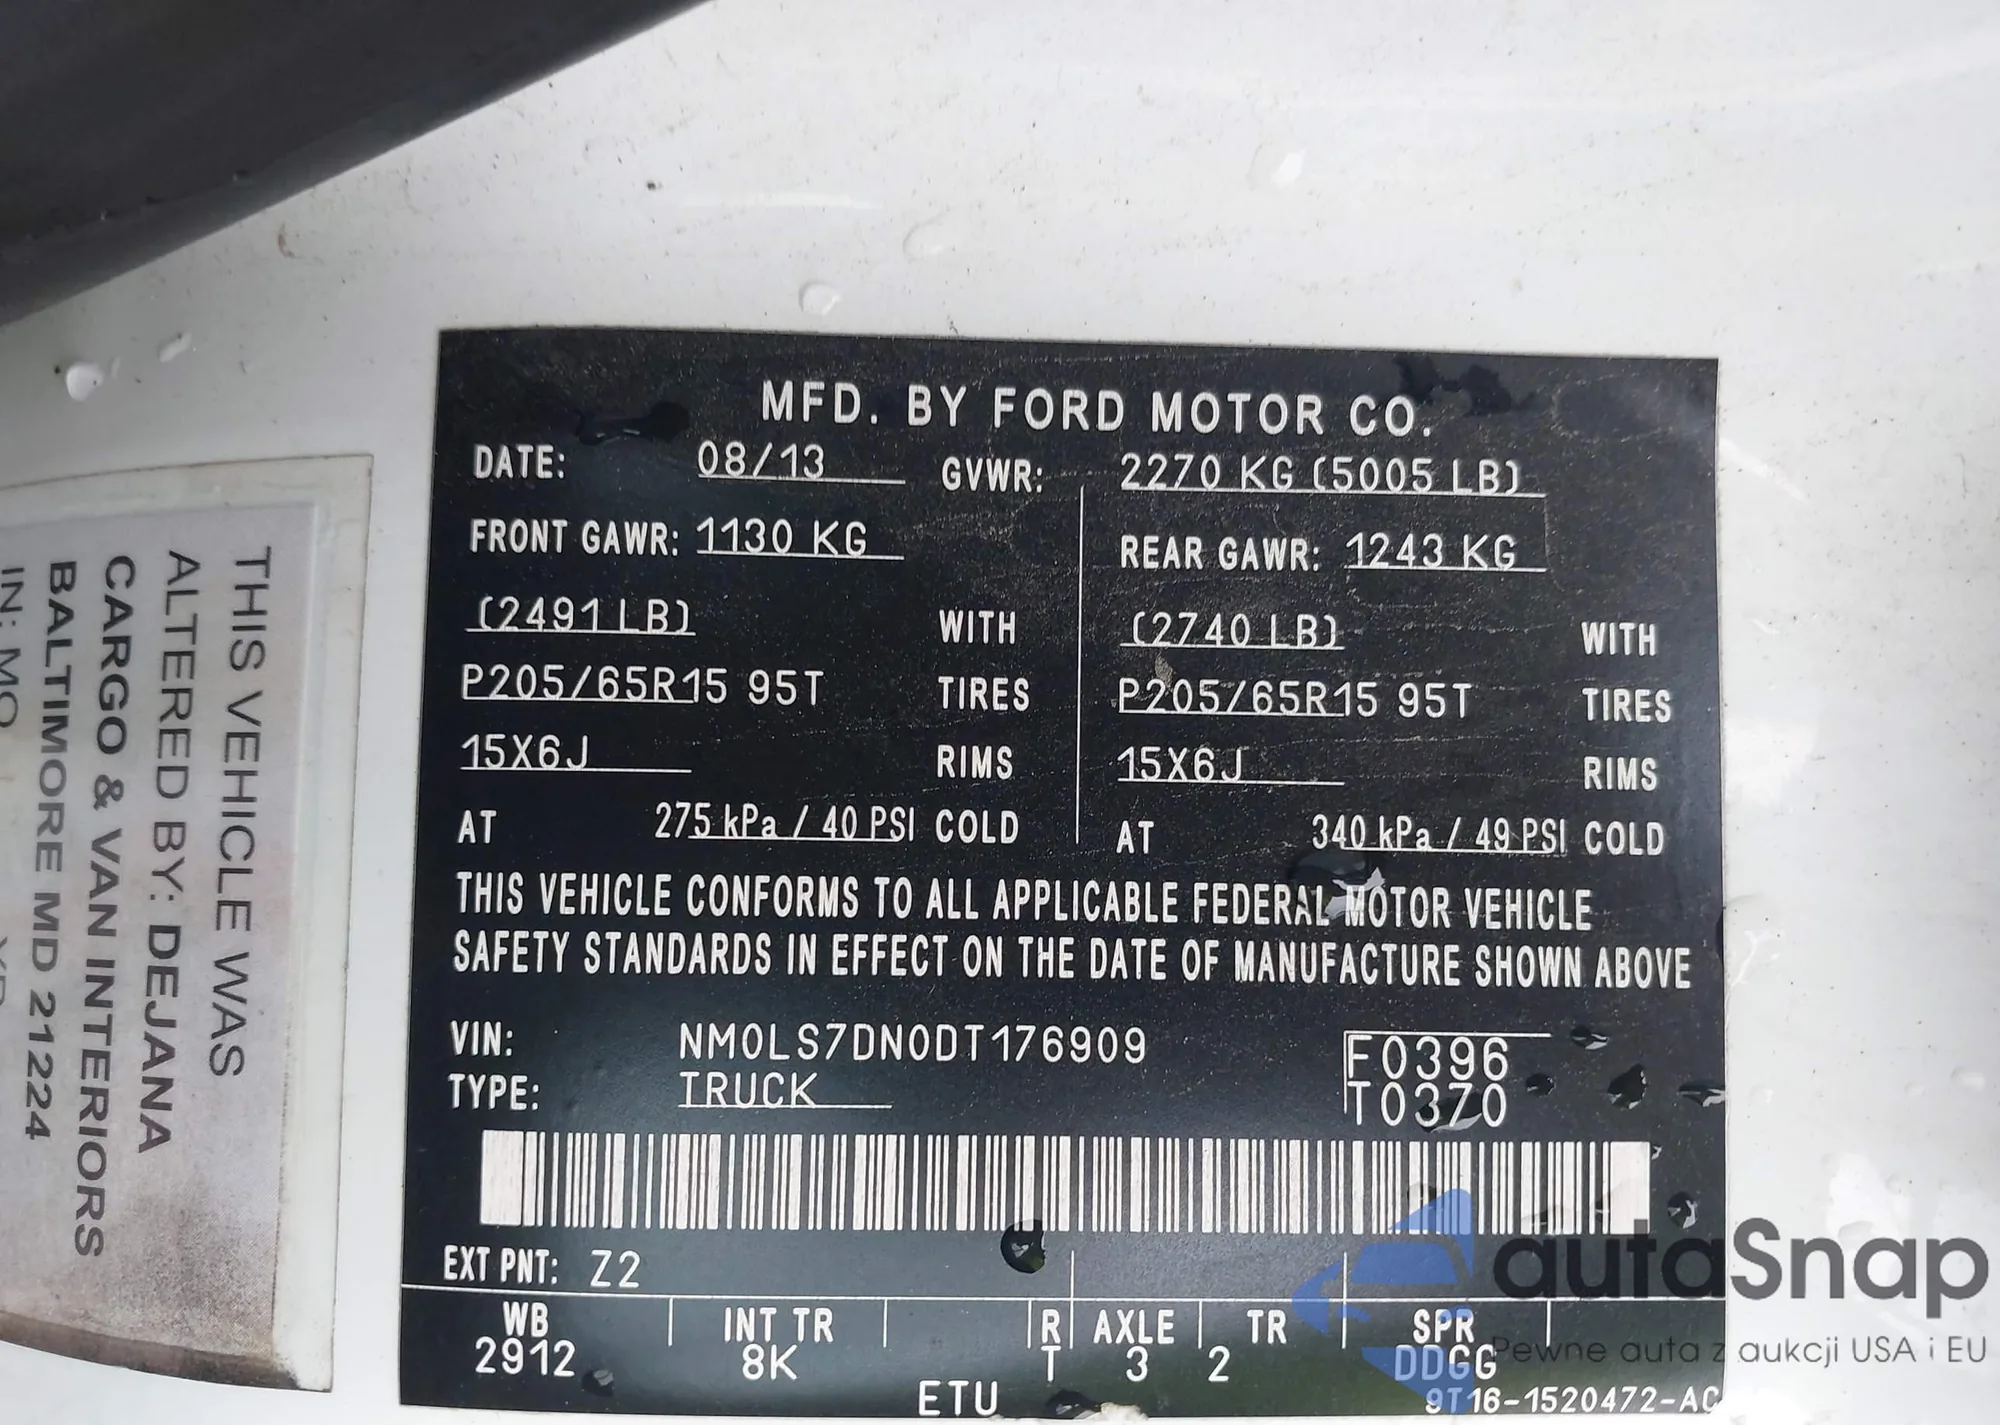 MFD. BY FORD MOTOR CO.
DATE: 08/13 GVWR: 2270 KG (5005 LB)
FRONT GAWR: 1130 KG REAR GAWR: 1243 KG
(2491 LB) WITH (2740 LB) WITH
P205/65R15 95T TIRES P205/65R15 95T TIRES
15X6J RIMS 15X6J RIMS
AT 275 kPa / 40 PSI COLD AT 340 kPa / 49 PSI COLD
THIS VEHICLE CONFORMS TO ALL APPLICABLE FEDERAL MOTOR VEHICLE
SAFETY STANDARDS IN EFFECT ON THE DATE OF MANUFACTURE SHOWN ABOVE
VIN: NM0LS7DN0DT176909 F0396
TYPE: TRUCK T0370
EXT PNT: Z2
WB INT TR R AXLE TR SPR
2912 8K T 3 2 DDGG
ETU 9T16-1520472-AC
THIS VEHICLE WAS
ALTERED BY: DEJANA
CARGO & VAN INTERIORS
BALTIMORE MD 21224
IN: MO
autaSnap
Pewne auta z aukcji USA i EU